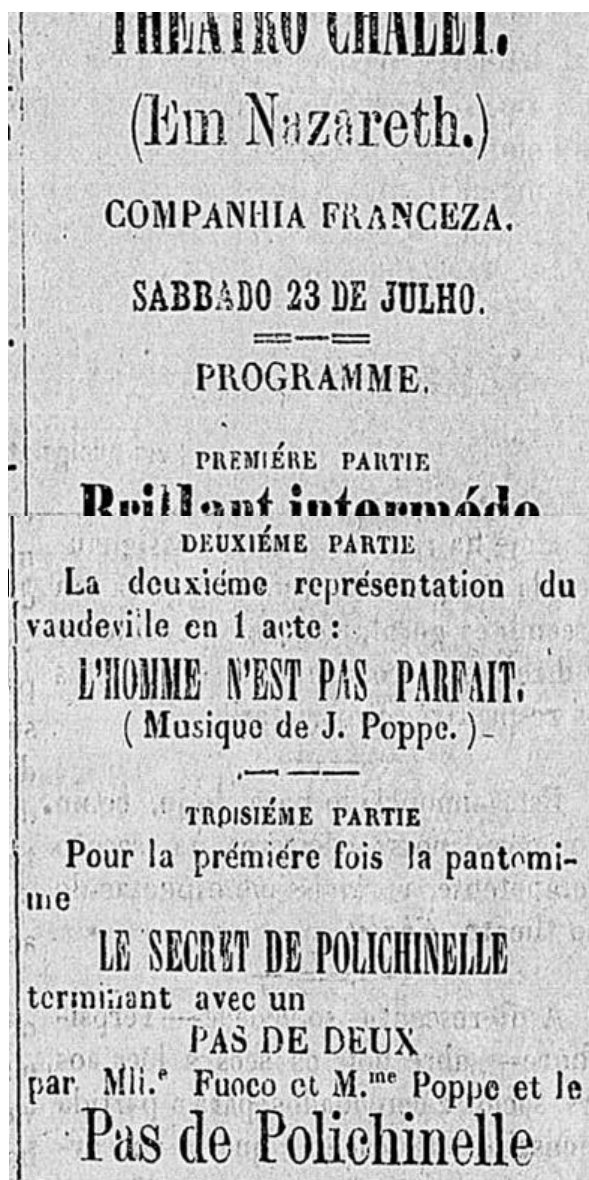 THEATRO CHALET.
(Em Nazareth.)
COMPANHIA FRANCEZA.
SABBADO 23 DE JULHO.
PROGRAMME.
PREMIÉRE PARTIE
Brillant intermède
DEUXIÉME PARTIE
La deuxiéme représentation du
vaudeville en 1 acte :
L'HOMME N'EST PAS PARFAIT.
( Musique de J. Poppe. )
TROISIÉME PARTIE
Pour la prémiére fois la pantomi-
me
LE SECRET DE POLICHINELLE
terminant avec un
PAS DE DEUX
par Mll.e Fuoco et M.me Poppe et le
Pas de Polichinelle